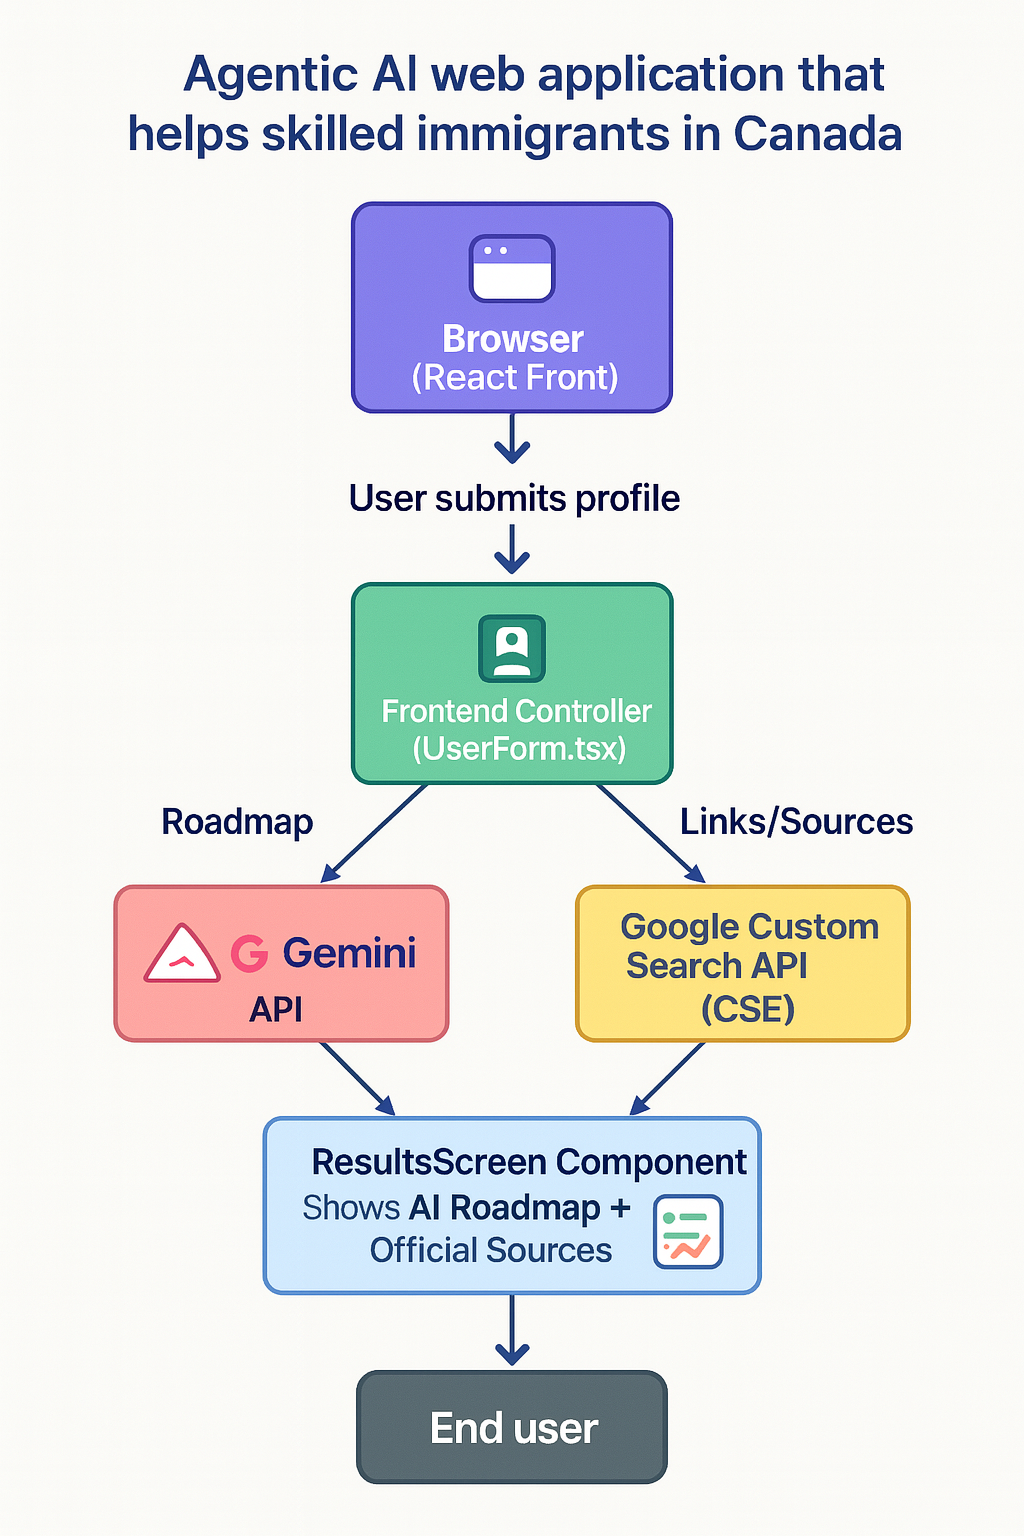 Agentic AI web application that
helps skilled immigrants in Canada
Browser
(React Front)
User submits profile
Frontend Controller
(UserForm.tsx)
Roadmap
Links/Sources
G Gemini
API
Google Custom
Search API
(CSE)
ResultsScreen Component
Shows AI Roadmap +
Official Sources
End user